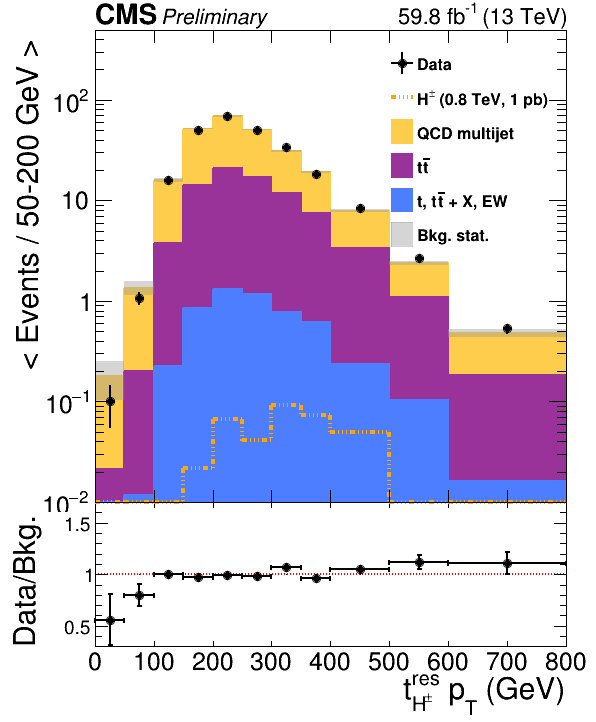 CMS Preliminary 59.8 fb⁻¹ (13 TeV)
< Events / 50-200 GeV >
10²
10
1
10⁻¹
10⁻²
Data
H± (0.8 TeV, 1 pb)
QCD multijet
tt̄
t, tt̄ + X, EW
Bkg. stat.
Data/Bkg.
1.5
1
0.5
0 100 200 300 400 500 600 700 800
t^res_H± p_T (GeV)